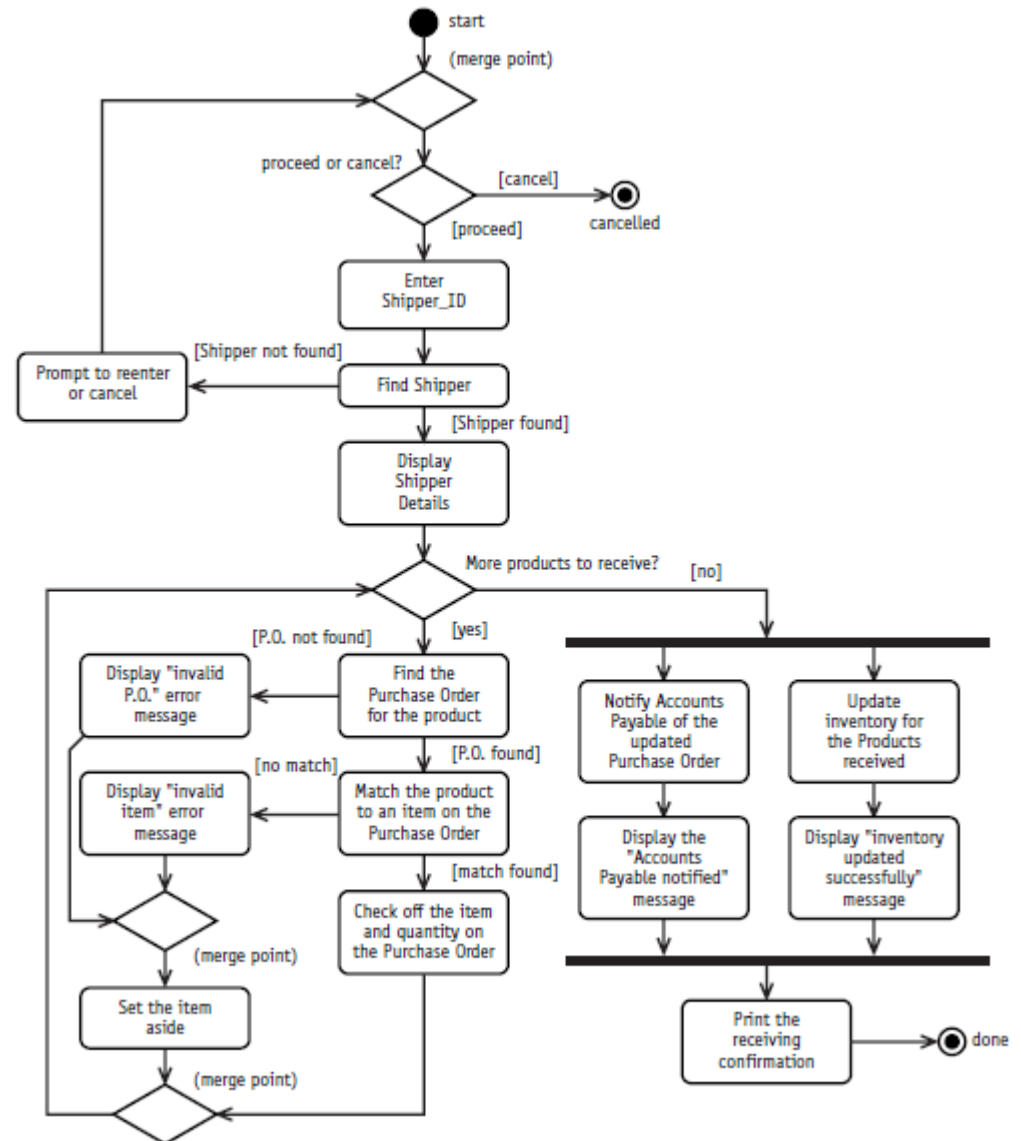 start
(merge point)
proceed or cancel?
[cancel]
cancelled
[proceed]
Enter
Shipper_ID
[Shipper not found]
Prompt to reenter
or cancel
Find Shipper
[Shipper found]
Display
Shipper
Details
More products to receive?
[no]
[yes]
[P.O. not found]
Display "invalid
P.O." error
message
Find the
Purchase Order
for the product
[P.O. found]
[no match]
Display "invalid
item" error
message
Match the product
to an item on the
Purchase Order
[match found]
Check off the item
and quantity on
the Purchase Order
(merge point)
Set the item
aside
(merge point)
Notify Accounts
Payable of the
updated
Purchase Order
Update
inventory for
the Products
received
Display the
"Accounts
Payable notified"
message
Display "inventory
updated
successfully"
message
Print the
receiving
confirmation
done